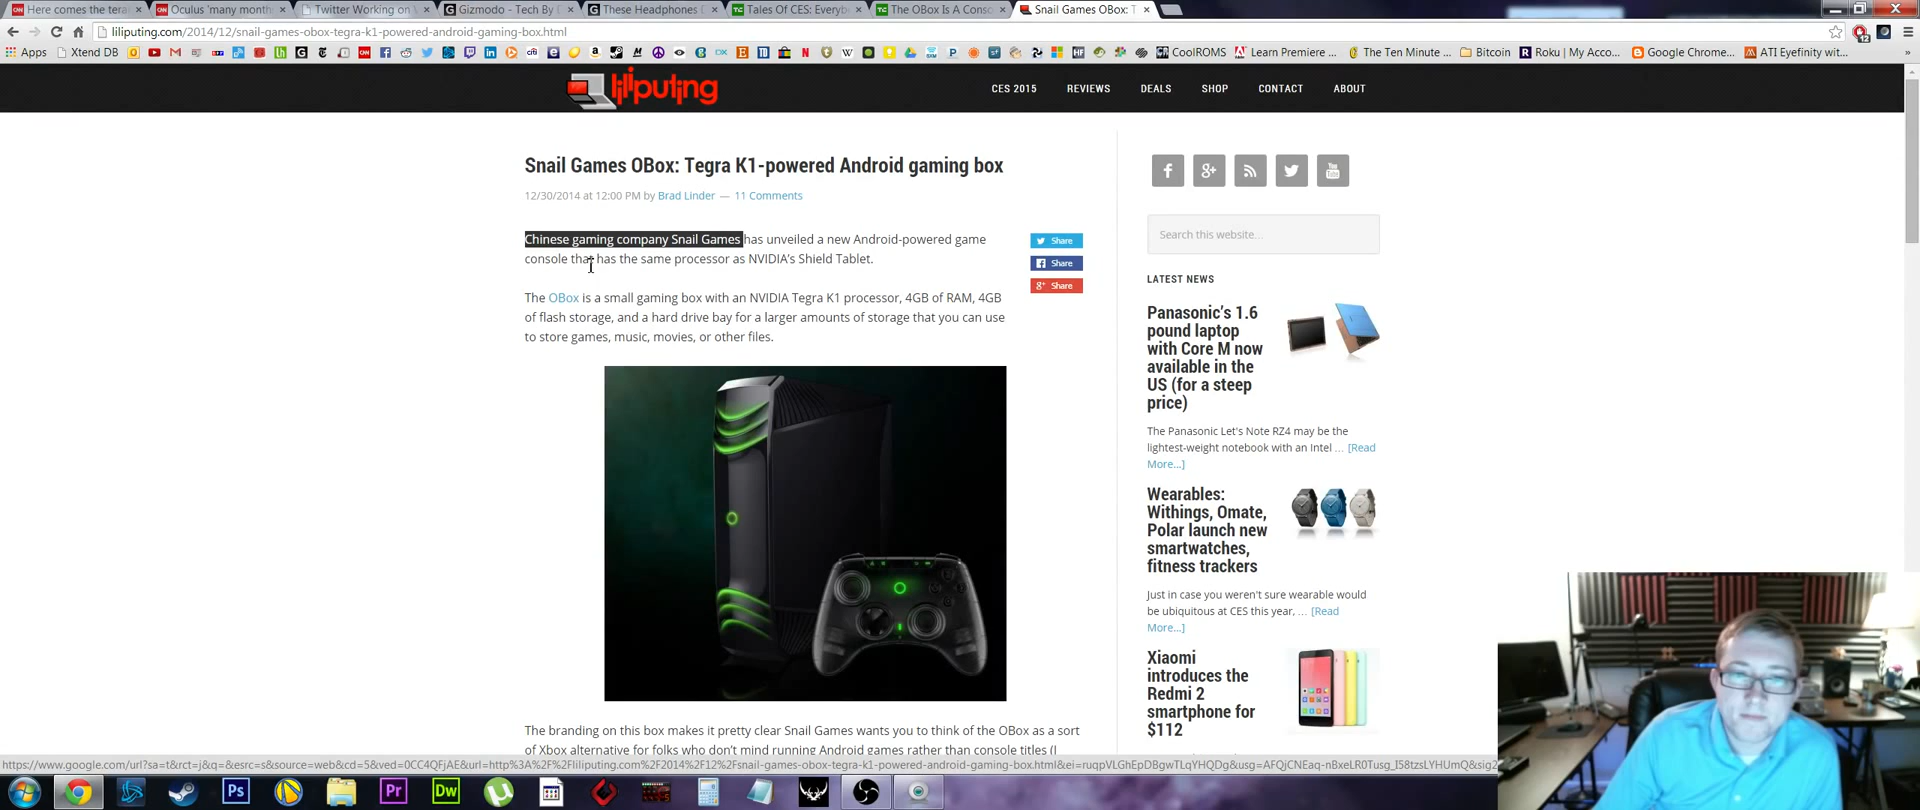 Here comes the tera
Oculus 'many month
Twitter Working on V
Gizmodo - Tech By D
These Headphones D
Tales Of CES: Everyb
The OBox Is A Conso
Snail Games OBox: T
liliputing.com/2014/12/snail-games-obox-tegra-k1-powered-android-gaming-box.html
Apps
Xtend DB
CoolROMS
Learn Premiere ...
The Ten Minute ...
Bitcoin
Roku | My Acco...
Google Chrome...
ATI Eyefinity wit...
liliputing
CES 2015 REVIEWS DEALS SHOP CONTACT ABOUT
Snail Games OBox: Tegra K1-powered Android gaming box
12/30/2014 at 12:00 PM by Brad Linder — 11 Comments
Chinese gaming company Snail Games has unveiled a new Android-powered game
console that has the same processor as NVIDIA's Shield Tablet.
Share
Share
Share
The OBox is a small gaming box with an NVIDIA Tegra K1 processor, 4GB of RAM, 4GB
of flash storage, and a hard drive bay for a larger amounts of storage that you can use
to store games, music, movies, or other files.
The branding on this box makes it pretty clear Snail Games wants you to think of the OBox as a sort
of Xbox alternative for folks who don't mind running Android games rather than console titles (I
Search this website...
LATEST NEWS
Panasonic's 1.6
pound laptop
with Core M now
available in the
US (for a steep
price)
The Panasonic Let's Note RZ4 may be the
lightest-weight notebook with an Intel ... [Read
More...]
Wearables:
Withings, Omate,
Polar launch new
smartwatches,
fitness trackers
Just in case you weren't sure wearable would
be ubiquitous at CES this year, ... [Read
More...]
Xiaomi
introduces the
Redmi 2
smartphone for
$112
Ps
Pr
Dw